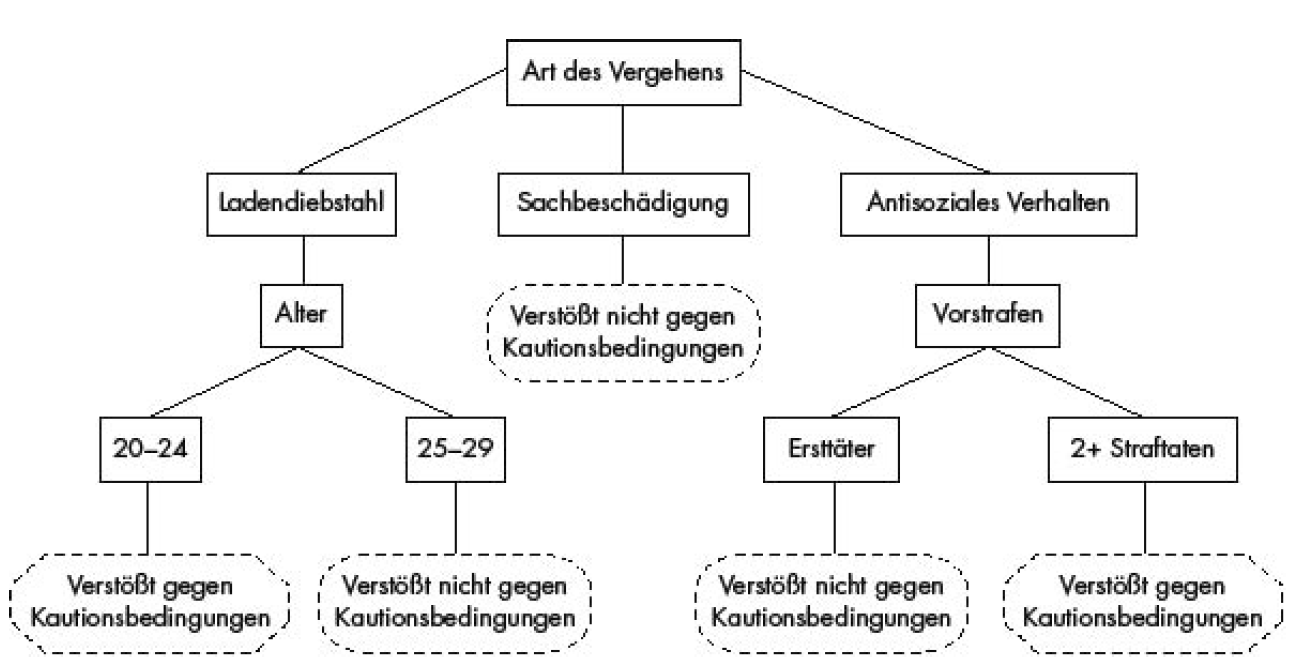 Art des Vergehens
Ladendiebstahl
Sachbeschädigung
Antisoziales Verhalten
Alter
Verstößt nicht gegen
Kautionsbedingungen
Vorstrafen
20–24
25–29
Ersttäter
2+ Straftaten
Verstößt gegen
Kautionsbedingungen
Verstößt nicht gegen
Kautionsbedingungen
Verstößt nicht gegen
Kautionsbedingungen
Verstößt gegen
Kautionsbedingungen